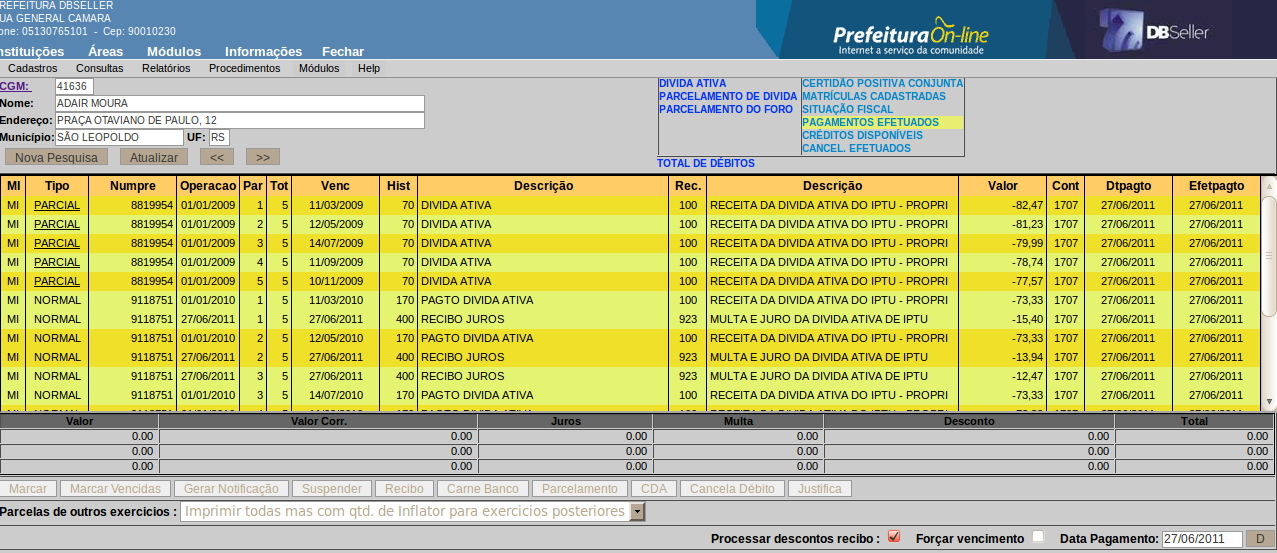 REFEITURA DBSELLER
UA GENERAL CAMARA
one: 05130765101 - Cep: 90010230
nstituições Áreas Módulos Informações Fechar
PrefeituraOn-line
Internet a serviço da comunidade
DBSeller
Cadastros Consultas Relatórios Procedimentos Módulos Help
CGM: 41636
Nome: ADAIR MOURA
Endereço: PRAÇA OTAVIANO DE PAULO, 12
Município: SÃO LEOPOLDO UF: RS
Nova Pesquisa Atualizar << >>
DIVIDA ATIVA
PARCELAMENTO DE DIVIDA
PARCELAMENTO DO FORO
CERTIDÃO POSITIVA CONJUNTA
MATRÍCULAS CADASTRADAS
SITUAÇÃO FISCAL
PAGAMENTOS EFETUADOS
CRÉDITOS DISPONÍVEIS
CANCEL. EFETUADOS
TOTAL DE DÉBITOS
MI Tipo Numpre Operacao Par Tot Venc Hist Descrição Rec. Descrição Valor Cont Dtpagto Efetpagto
MI PARCIAL 8819954 01/01/2009 1 5 11/03/2009 70 DIVIDA ATIVA 100 RECEITA DA DIVIDA ATIVA DO IPTU - PROPRI -82,47 1707 27/06/2011 27/06/2011
MI PARCIAL 8819954 01/01/2009 2 5 12/05/2009 70 DIVIDA ATIVA 100 RECEITA DA DIVIDA ATIVA DO IPTU - PROPRI -81,23 1707 27/06/2011 27/06/2011
MI PARCIAL 8819954 01/01/2009 3 5 14/07/2009 70 DIVIDA ATIVA 100 RECEITA DA DIVIDA ATIVA DO IPTU - PROPRI -79,99 1707 27/06/2011 27/06/2011
MI PARCIAL 8819954 01/01/2009 4 5 11/09/2009 70 DIVIDA ATIVA 100 RECEITA DA DIVIDA ATIVA DO IPTU - PROPRI -78,74 1707 27/06/2011 27/06/2011
MI PARCIAL 8819954 01/01/2009 5 5 10/11/2009 70 DIVIDA ATIVA 100 RECEITA DA DIVIDA ATIVA DO IPTU - PROPRI -77,57 1707 27/06/2011 27/06/2011
MI NORMAL 9118751 01/01/2010 1 5 11/03/2010 170 PAGTO DIVIDA ATIVA 100 RECEITA DA DIVIDA ATIVA DO IPTU - PROPRI -73,33 1707 27/06/2011 27/06/2011
MI NORMAL 9118751 27/06/2011 1 5 27/06/2011 400 RECIBO JUROS 923 MULTA E JURO DA DIVIDA ATIVA DE IPTU -15,40 1707 27/06/2011 27/06/2011
MI NORMAL 9118751 01/01/2010 2 5 12/05/2010 170 PAGTO DIVIDA ATIVA 100 RECEITA DA DIVIDA ATIVA DO IPTU - PROPRI -73,33 1707 27/06/2011 27/06/2011
MI NORMAL 9118751 27/06/2011 2 5 27/06/2011 400 RECIBO JUROS 923 MULTA E JURO DA DIVIDA ATIVA DE IPTU -13,94 1707 27/06/2011 27/06/2011
MI NORMAL 9118751 27/06/2011 3 5 27/06/2011 400 RECIBO JUROS 923 MULTA E JURO DA DIVIDA ATIVA DE IPTU -12,47 1707 27/06/2011 27/06/2011
MI NORMAL 9118751 01/01/2010 3 5 14/07/2010 170 PAGTO DIVIDA ATIVA 100 RECEITA DA DIVIDA ATIVA DO IPTU - PROPRI -73,33 1707 27/06/2011 27/06/2011
Valor Valor Corr. Juros Multa Desconto Total
0.00 0.00 0.00 0.00 0.00 0.00
0.00 0.00 0.00 0.00 0.00 0.00
0.00 0.00 0.00 0.00 0.00 0.00
Marcar Marcar Vencidas Gerar Notificação Suspender Recibo Carne Banco Parcelamento CDA Cancela Débito Justifica
Parcelas de outros exercicios : Imprimir todas mas com qtd. de Inflator para exercicios posteriores
Processar descontos recibo : Forçar vencimento Data Pagamento: 27/06/2011 D